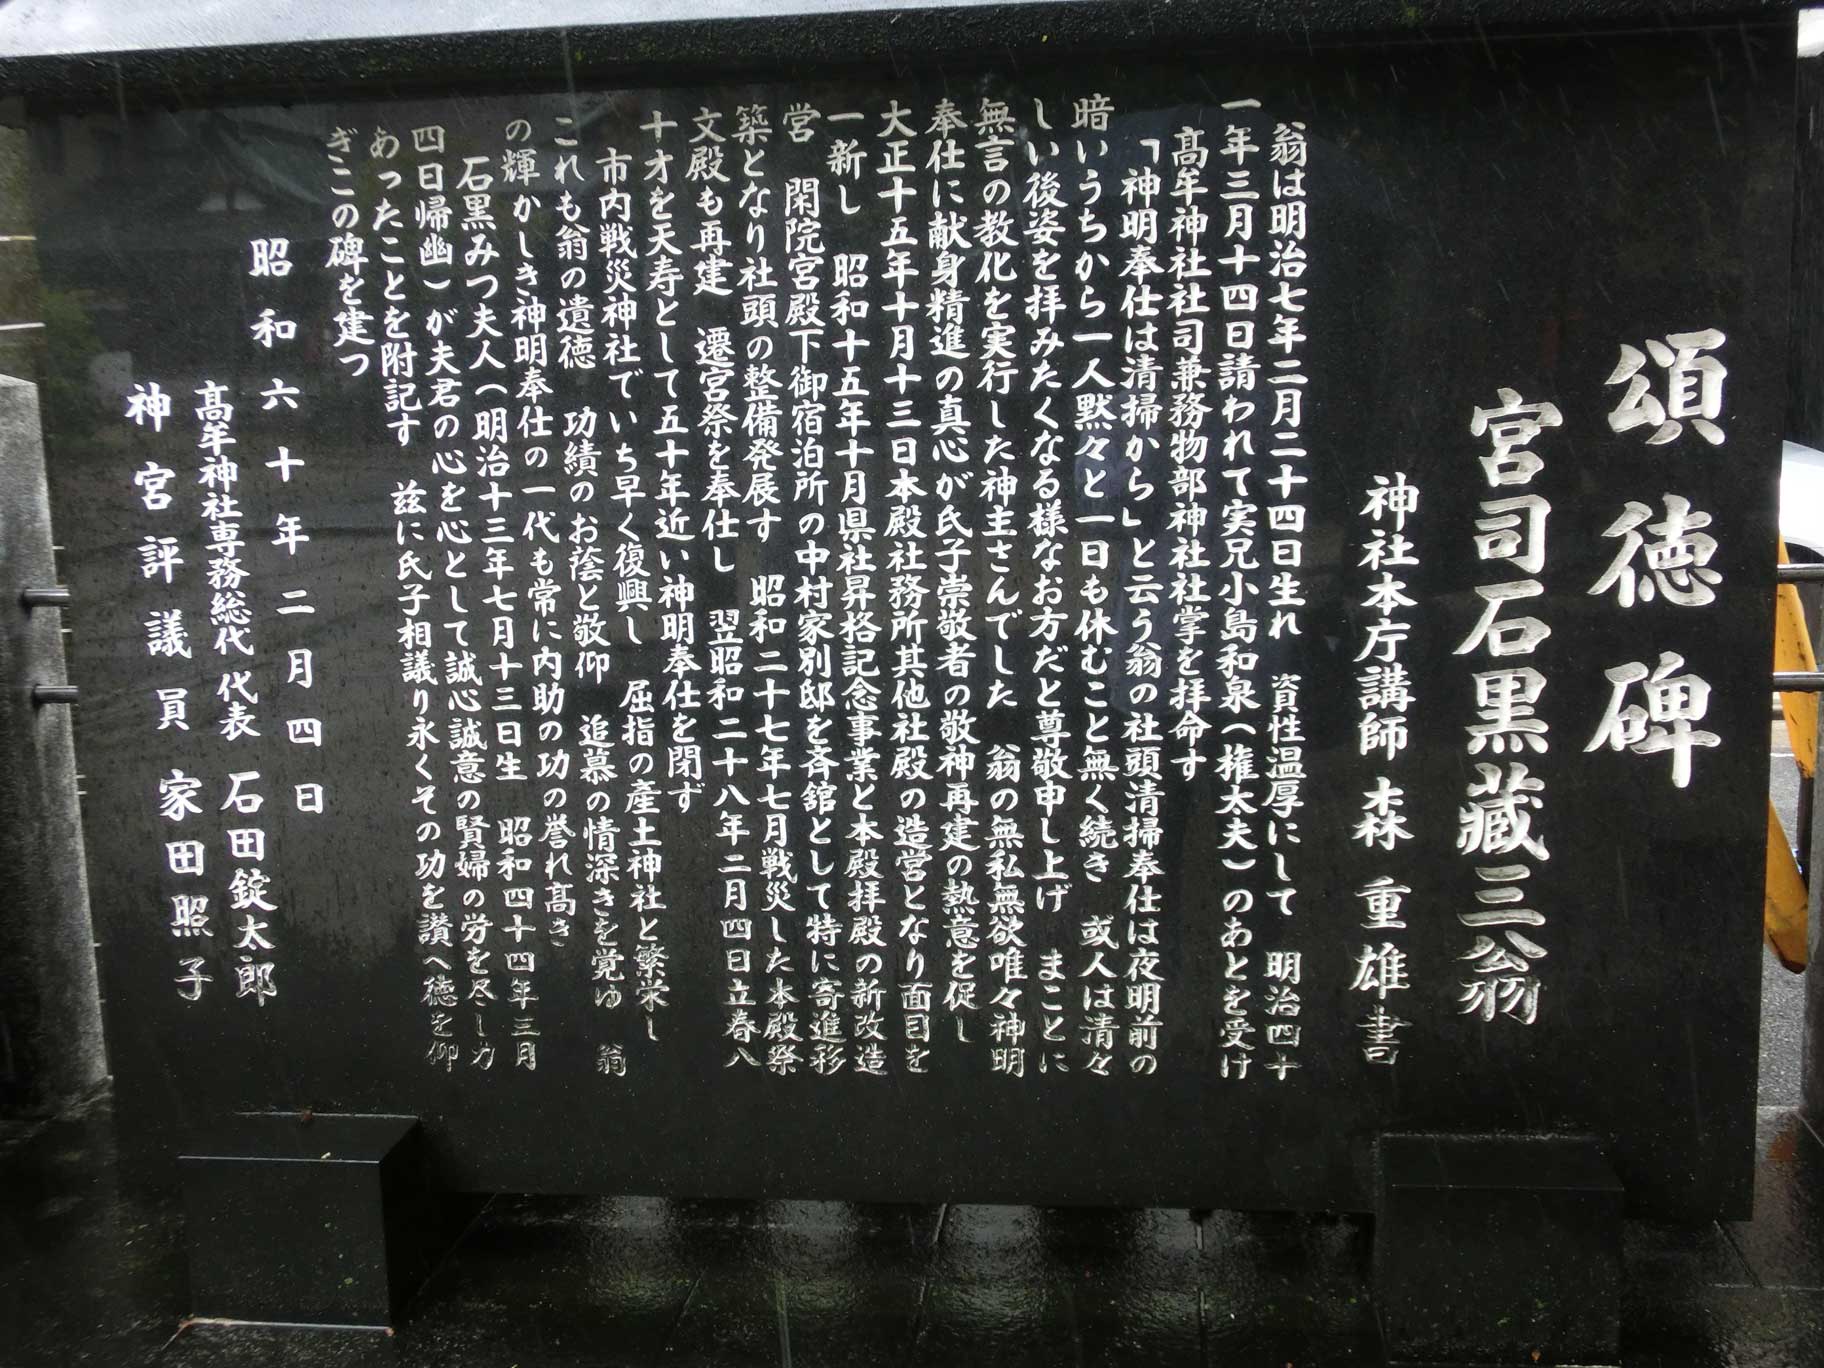 頌徳碑
宮司石黒藏三翁
神社本庁講師 森 重雄書
翁は明治七年二月二十四日生れ 資性温厚にして 明治四十
一年三月十四日請われて実兄小島和泉（権太夫）のあとを受け
髙牟神社社司兼務物部神社社掌を拝命す
「神明奉仕は清掃から」と云う翁の社頭清掃奉仕は夜明前の
暗いうちから一人黙々と一日も休むこと無く続き 或人は清々
しい後姿を拝みたくなる様なお方だと尊敬申し上げ まことに
無言の教化を実行した神主さんでした 翁の無私無欲唯々神明
奉仕に献身精進の真心が氏子崇敬者の敬神再建の熱意を促し
大正十五年十月十三日本殿社務所其他社殿の造営となり面目を
一新し 昭和十五年十月県社昇格記念事業と本殿拝殿の新改造
営 閑院宮殿下御宿泊所の中村家別邸を斉舘として特に寄進移
築となり社頭の整備発展す 昭和二十七年七月戦災した本殿祭
文殿も再建 遷宮祭を奉仕し 翌昭和二十八年二月四日立春八
十才を天寿として五十年近い神明奉仕を閉ず
市内戦災神社でいち早く復興し 屈指の産土神社と繁栄し
これも翁の遺徳 功績のお蔭と敬仰 追慕の情深きを覚ゆ 翁
の輝かしき神明奉仕の一代も常に内助の功の誉れ髙き
石黒みつ夫人（明治十三年七月十三日生 昭和四十四年三月
四日帰幽）が夫君の心を心として誠心誠意の賢婦の労を尽し力
あったことを附記す 茲に氏子相議り永くその功を讃へ徳を仰
ぎこの碑を建つ
昭和六十年二月四日
髙牟神社専務総代代表 石田錠太郎
神宮評議員 家田照子